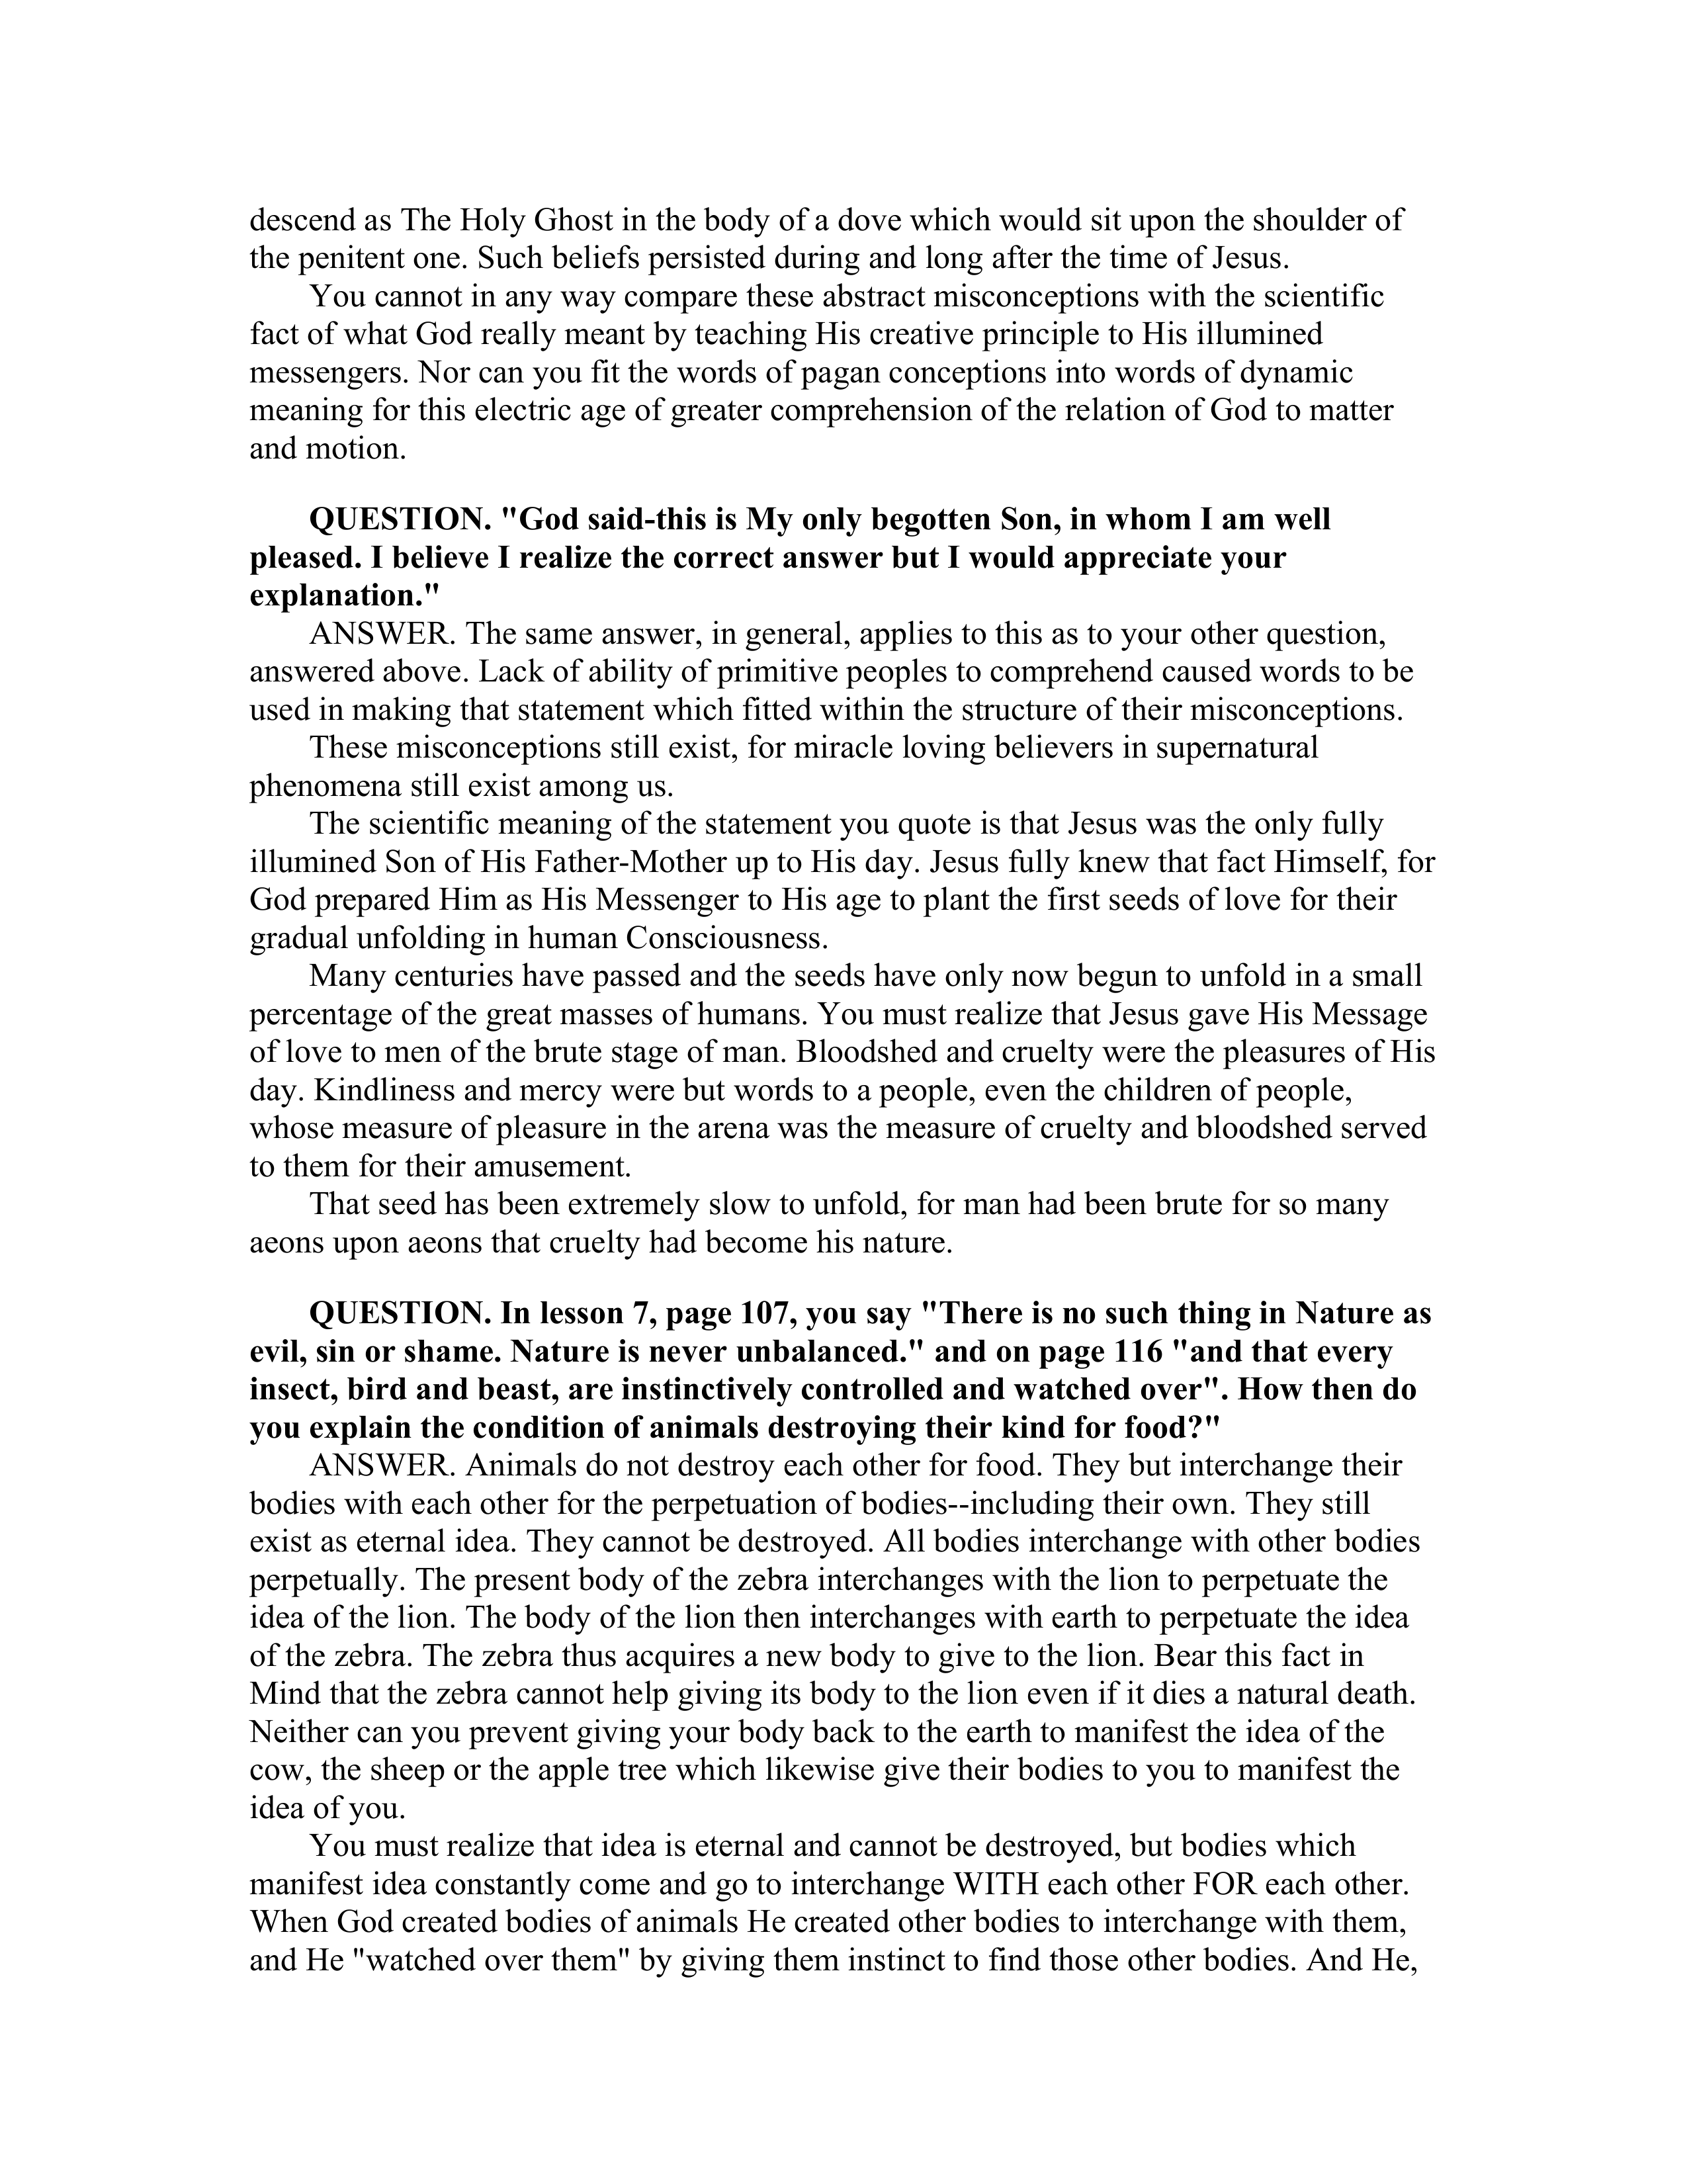 descend as The Holy Ghost in the body of a dove which would sit upon the shoulder of
the penitent one. Such beliefs persisted during and long after the time of Jesus.
You cannot in any way compare these abstract misconceptions with the scientific
fact of what God really meant by teaching His creative principle to His illumined
messengers. Nor can you fit the words of pagan conceptions into words of dynamic
meaning for this electric age of greater comprehension of the relation of God to matter
and motion.
QUESTION. "God said-this is My only begotten Son, in whom I am well
pleased. I believe I realize the correct answer but I would appreciate your
explanation."
ANSWER. The same answer, in general, applies to this as to your other question,
answered above. Lack of ability of primitive peoples to comprehend caused words to be
used in making that statement which fitted within the structure of their misconceptions.
These misconceptions still exist, for miracle loving believers in supernatural
phenomena still exist among us.
The scientific meaning of the statement you quote is that Jesus was the only fully
illumined Son of His Father-Mother up to His day. Jesus fully knew that fact Himself, for
God prepared Him as His Messenger to His age to plant the first seeds of love for their
gradual unfolding in human Consciousness.
Many centuries have passed and the seeds have only now begun to unfold in a small
percentage of the great masses of humans. You must realize that Jesus gave His Message
of love to men of the brute stage of man. Bloodshed and cruelty were the pleasures of His
day. Kindliness and mercy were but words to a people, even the children of people,
whose measure of pleasure in the arena was the measure of cruelty and bloodshed served
to them for their amusement.
That seed has been extremely slow to unfold, for man had been brute for so many
aeons upon aeons that cruelty had become his nature.
QUESTION. In lesson 7, page 107, you say "There is no such thing in Nature as
evil, sin or shame. Nature is never unbalanced." and on page 116 "and that every
insect, bird and beast, are instinctively controlled and watched over". How then do
you explain the condition of animals destroying their kind for food?"
ANSWER. Animals do not destroy each other for food. They but interchange their
bodies with each other for the perpetuation of bodies--including their own. They still
exist as eternal idea. They cannot be destroyed. All bodies interchange with other bodies
perpetually. The present body of the zebra interchanges with the lion to perpetuate the
idea of the lion. The body of the lion then interchanges with earth to perpetuate the idea
of the zebra. The zebra thus acquires a new body to give to the lion. Bear this fact in
Mind that the zebra cannot help giving its body to the lion even if it dies a natural death.
Neither can you prevent giving your body back to the earth to manifest the idea of the
cow, the sheep or the apple tree which likewise give their bodies to you to manifest the
idea of you.
You must realize that idea is eternal and cannot be destroyed, but bodies which
manifest idea constantly come and go to interchange WITH each other FOR each other.
When God created bodies of animals He created other bodies to interchange with them,
and He "watched over them" by giving them instinct to find those other bodies. And He,